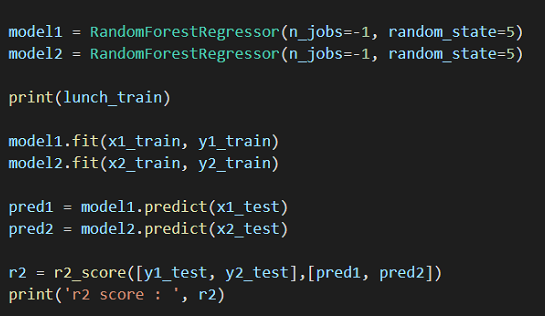 model1 = RandomForestRegressor(n_jobs=-1, random_state=5)
model2 = RandomForestRegressor(n_jobs=-1, random_state=5)
print(lunch_train)
model1.fit(x1_train, y1_train)
model2.fit(x2_train, y2_train)
pred1 = model1.predict(x1_test)
pred2 = model2.predict(x2_test)
r2 = r2_score([y1_test, y2_test],[pred1, pred2])
print('r2 score : ', r2)